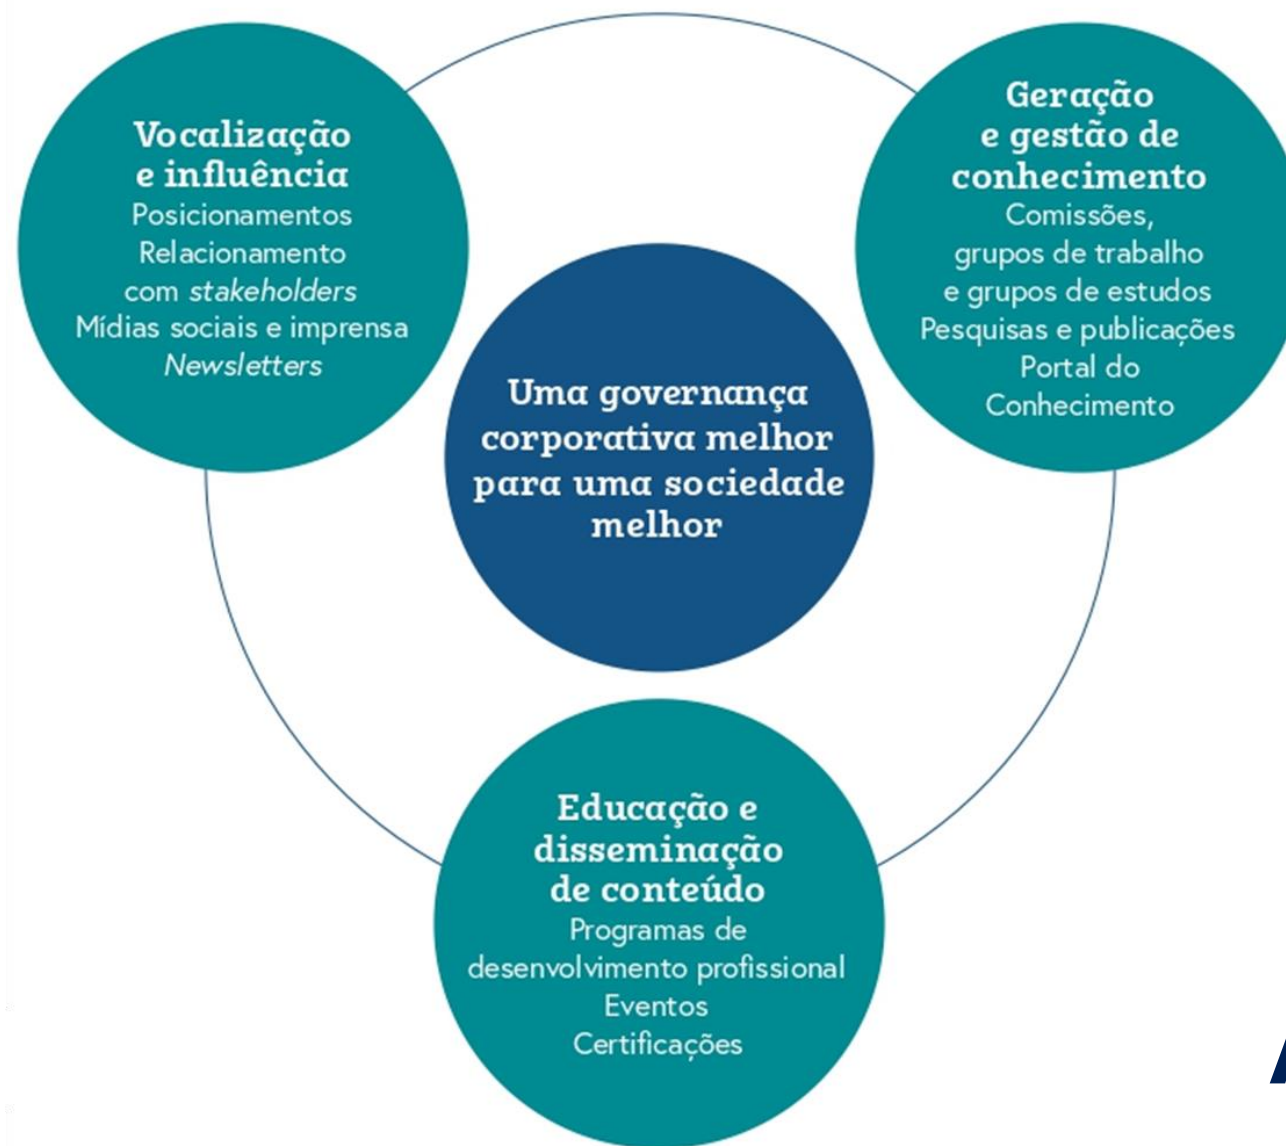 Vocalização
e influência
Posicionamentos
Relacionamento
com stakeholders
Mídias sociais e imprensa
Newsletters
Geração
e gestão de
conhecimento
Comissões,
grupos de trabalho
e grupos de estudos
Pesquisas e publicações
Portal do
Conhecimento
Uma governança
corporativa melhor
para uma sociedade
melhor
Educação e
disseminação
de conteúdo
Programas de
desenvolvimento profissional
Eventos
Certificações